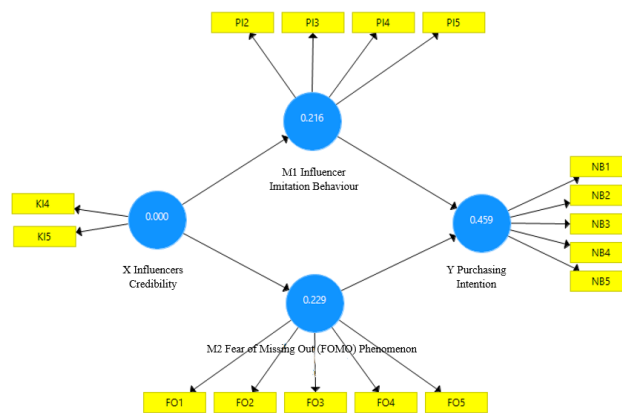 PI2 PI3 PI4 PI5
0.216
M1 Influencer
Imitation Behaviour
NB1
NB2
NB3
NB4
NB5
KI4
KI5
0.000
0.459
X Influencers
Credibility
Y Purchasing
Intention
0.229
M2 Fear of Missing Out (FOMO) Phenomenon
FO1 FO2 FO3 FO4 FO5